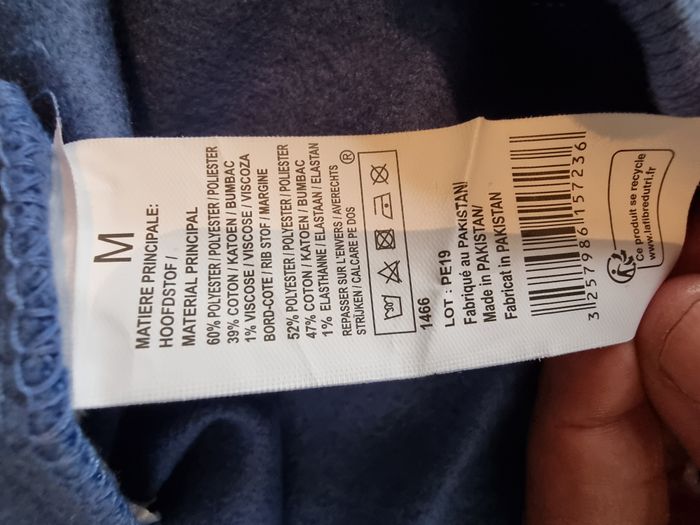 M
MATIERE PRINCIPALE:
HOOFDSTOF /
MATERIAL PRINCIPAL
60% POLYESTER / POLYESTER / POLIESTER
39% COTON / KATOEN / BUMBAC
1% VISCOSE / VISCOSE / VISCOZA
BORD-COTE / RIB STOF / MARGINE
52% POLYESTER / POLYESTER / POLIESTER
47% COTON / KATOEN / BUMBAC
1% ELASTHANNE / ELASTAAN / ELASTAN
REPASSER SUR L'ENVERS / AVERECHTS
STRIJKEN / CALCARE PE DOS
®
1466
LOT : PE19
Fabriqué au PAKISTAN/
Made in PAKISTAN/
Fabricat in PAKISTAN
3257986157236
Ce produit se recycle
www.lafibredutri.fr